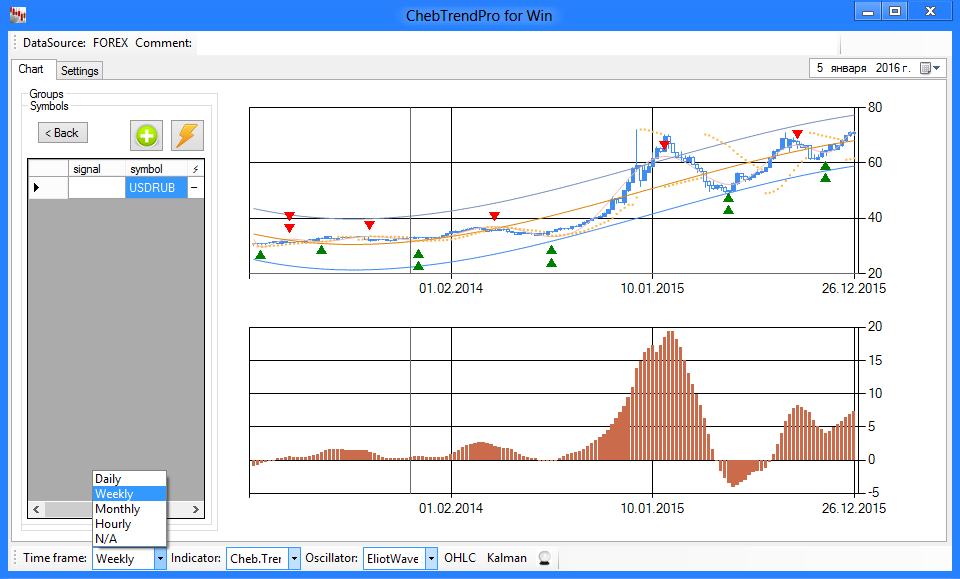 ChebTrendPro for Win
DataSource: FOREX Comment:
Chart Settings
5 января 2016 г.
Groups
Symbols
< Back
signal symbol
USDRUB
80
60
40
20
01.02.2014 10.01.2015 26.12.2015
20
15
10
5
0
-5
01.02.2014 10.01.2015 26.12.2015
Daily
Weekly
Monthly
Hourly
N/A
Time frame: Weekly Indicator: Cheb.Trer Oscillator: EliotWave OHLC Kalman